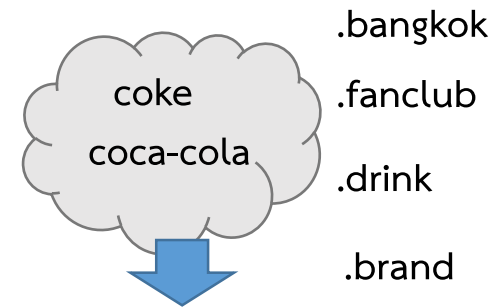 coke
coca-cola
.bangkok
.fanclub
.drink
.brand